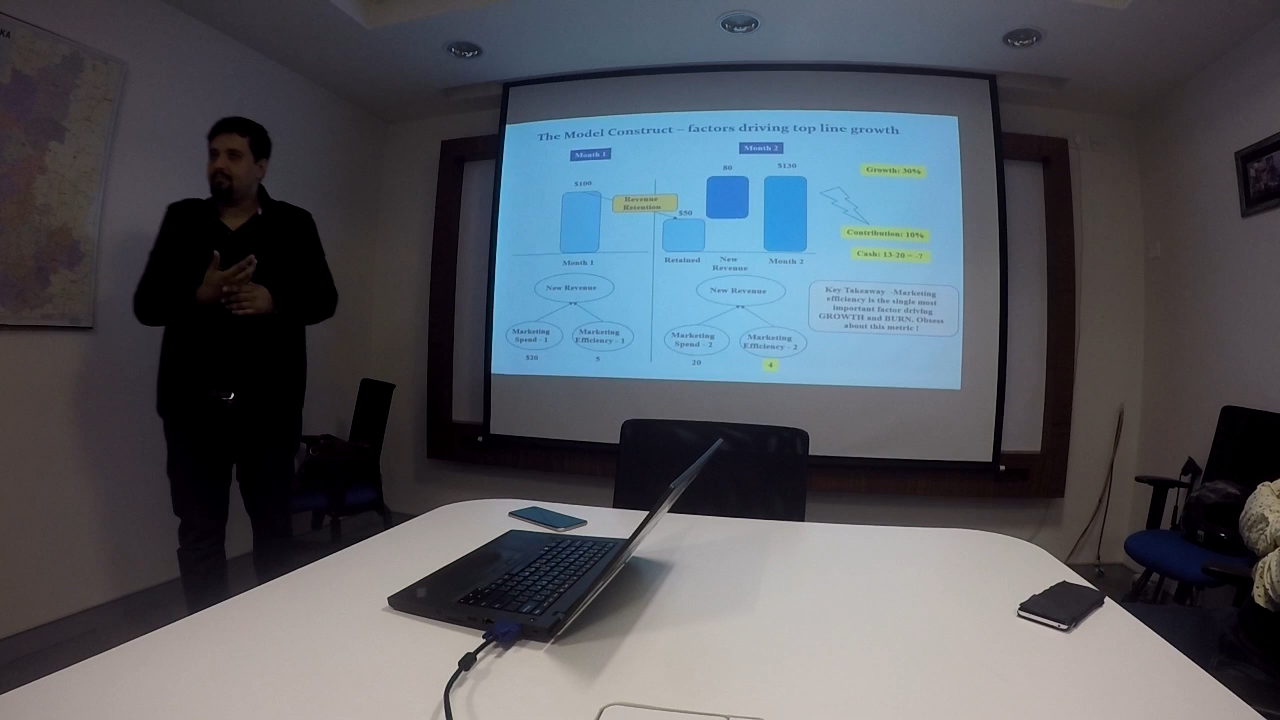 KA
The Model Construct – factors driving top line growth
Month 1
Month 2
$100
Revenue
Retention
$50
80
$130
Growth: 30%
Contribution: 10%
Cash: 13-20 = -7
Month 1
Retained
New
Revenue
Month 2
New Revenue
New Revenue
Marketing
Spend - 1
Marketing
Efficiency - 1
Marketing
Spend - 2
Marketing
Efficiency - 2
$20
5
20
4
Key Takeaway - Marketing
efficiency is the single most
important factor driving
GROWTH and BURN. Obsess
about this metric !